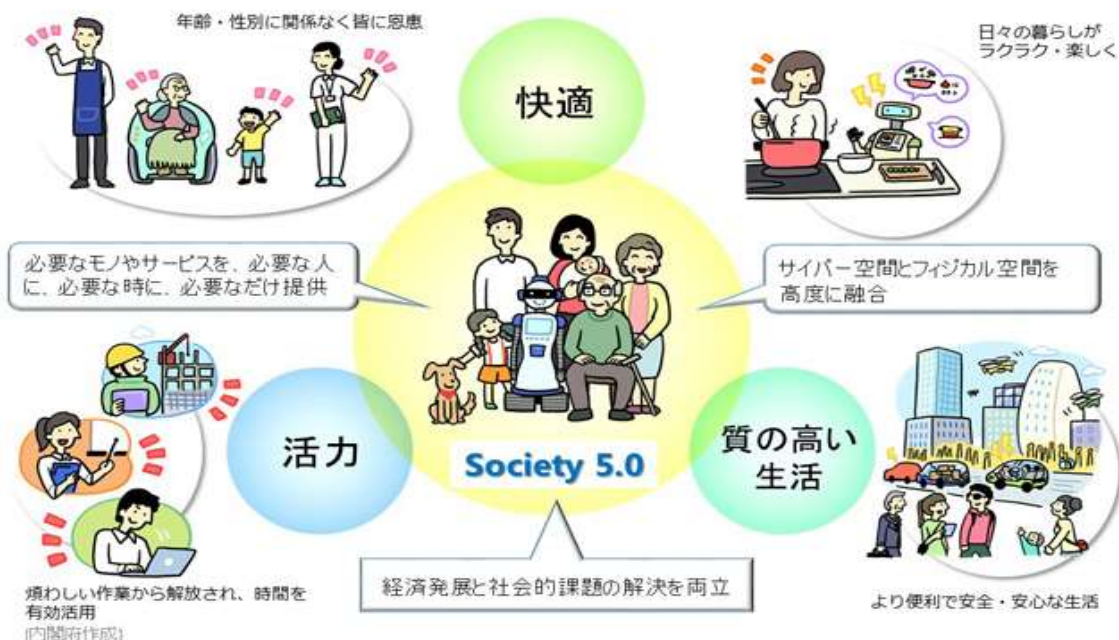 年齢・性別に関係なく皆に恩恵
日々の暮らしが
ラクラク・楽しく
快適
必要なモノやサービスを、必要な人
に、必要な時に、必要なだけ提供
サイバー空間とフィジカル空間を
高度に融合
活力
Society 5.0
質の高い
生活
経済発展と社会的課題の解決を両立
煩わしい作業から解放され、時間を
有効活用
(内閣府作成)
より便利で安全・安心な生活